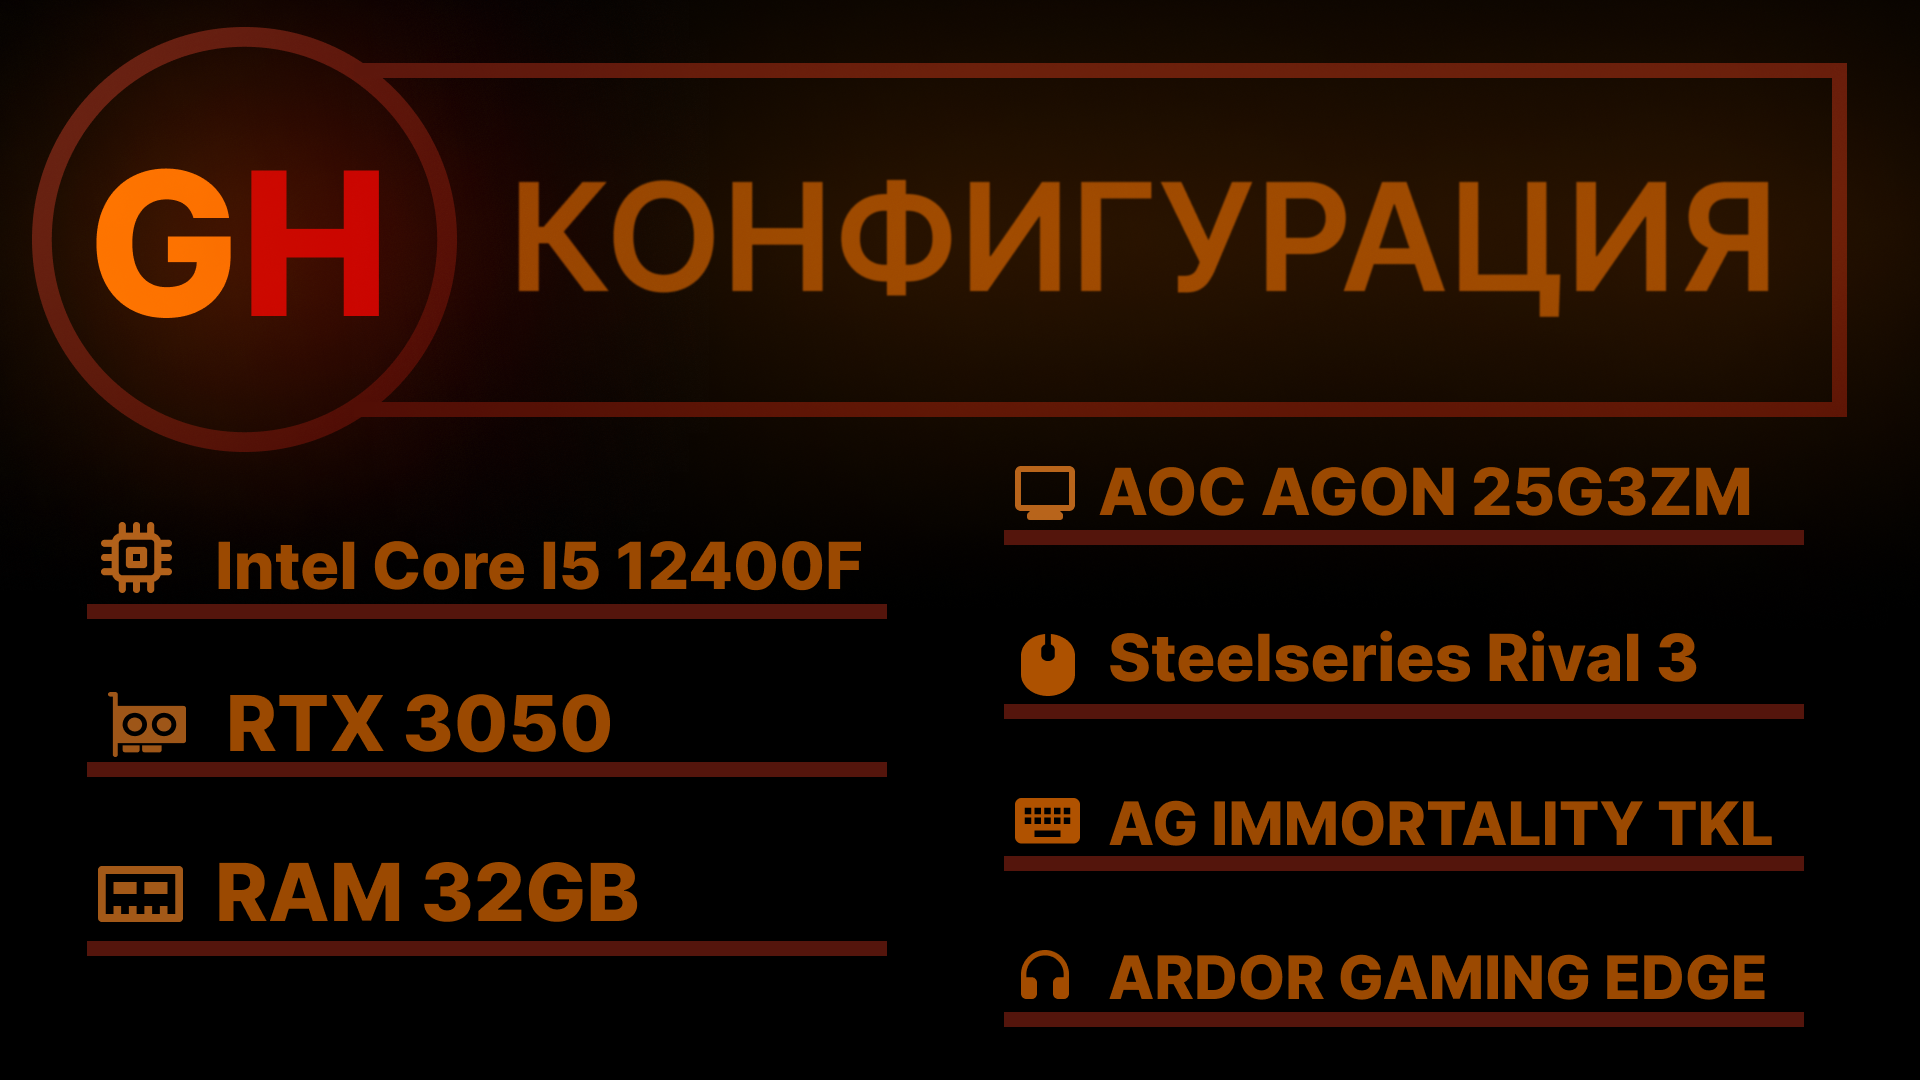 GH
КОНФИГУРАЦИЯ
Intel Core I5 12400F
RTX 3050
RAM 32GB
AOC AGON 25G3ZM
Steelseries Rival 3
AG IMMORTALITY TKL
ARDOR GAMING EDGE